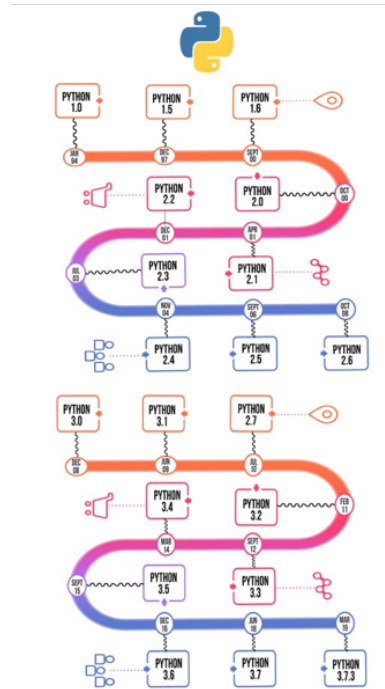 PYTHON
1.0
PYTHON
1.5
PYTHON
1.6
JAN
94
DEC
97
SEPT
00
PYTHON
2.2
PYTHON
2.0
OCT
00
DEC
01
APR
01
JUL
03
PYTHON
2.3
PYTHON
2.1
NOV
04
SEPT
06
OCT
08
PYTHON
2.4
PYTHON
2.5
PYTHON
2.6
PYTHON
3.0
PYTHON
3.1
PYTHON
2.7
DEC
08
JUN
09
JUL
10
PYTHON
3.4
PYTHON
3.2
FEB
11
MAR
14
SEPT
12
SEPT
15
PYTHON
3.5
PYTHON
3.3
DEC
16
JUN
18
MAR
19
PYTHON
3.6
PYTHON
3.7
PYTHON
3.7.3